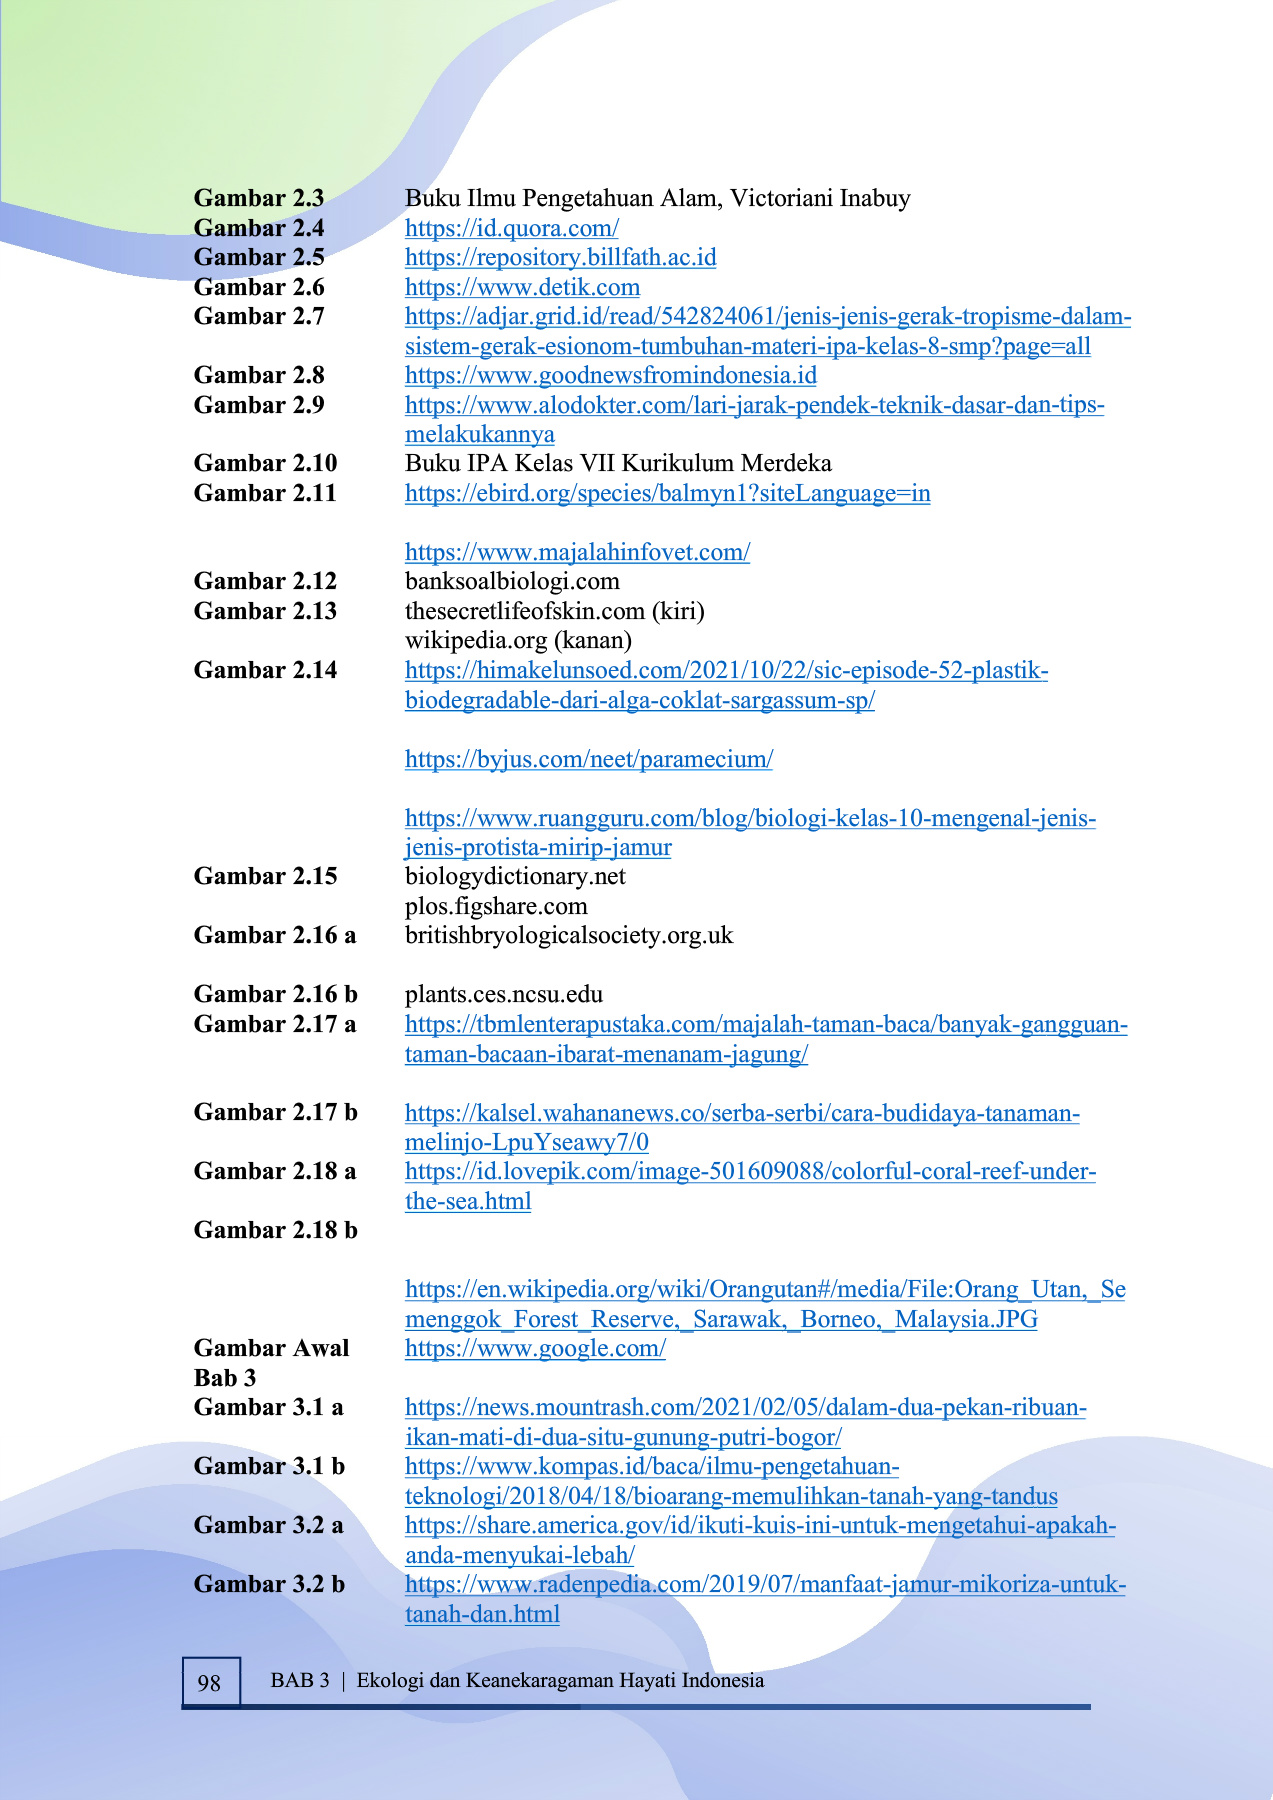 Gambar 2.3 Buku Ilmu Pengetahuan Alam, Victoriani Inabuy
Gambar 2.4 https://id.quora.com/
Gambar 2.5 https://repository.billfath.ac.id
Gambar 2.6 https://www.detik.com
Gambar 2.7 https://adjar.grid.id/read/542824061/jenis-jenis-gerak-tropisme-dalam-
sistem-gerak-esionom-tumbuhan-materi-ipa-kelas-8-smp?page=all
Gambar 2.8 https://www.goodnewsfromindonesia.id
Gambar 2.9 https://www.alodokter.com/lari-jarak-pendek-teknik-dasar-dan-tips-
melakukannya
Gambar 2.10 Buku IPA Kelas VII Kurikulum Merdeka
Gambar 2.11 https://ebird.org/species/balmyn1?siteLanguage=in
https://www.majalahinfovet.com/
Gambar 2.12 banksoalbiologi.com
Gambar 2.13 thesecretlifeofskin.com (kiri)
wikipedia.org (kanan)
Gambar 2.14 https://himakelunsoed.com/2021/10/22/sic-episode-52-plastik-
biodegradable-dari-alga-coklat-sargassum-sp/
https://byjus.com/neet/paramecium/
https://www.ruangguru.com/blog/biologi-kelas-10-mengenal-jenis-
jenis-protista-mirip-jamur
Gambar 2.15 biologydictionary.net
plos.figshare.com
Gambar 2.16 a britishbryologicalsociety.org.uk
Gambar 2.16 b plants.ces.ncsu.edu
Gambar 2.17 a https://tbmlenterapustaka.com/majalah-taman-baca/banyak-gangguan-
taman-bacaan-ibarat-menanam-jagung/
Gambar 2.17 b https://kalsel.wahananews.co/serba-serbi/cara-budidaya-tanaman-
melinjo-LpuYseawy7/0
Gambar 2.18 a https://id.lovepik.com/image-501609088/colorful-coral-reef-under-
the-sea.html
Gambar 2.18 b
https://en.wikipedia.org/wiki/Orangutan#/media/File:Orang_Utan,_Se
menggok_Forest_Reserve,_Sarawak,_Borneo,_Malaysia.JPG
Gambar Awal https://www.google.com/
Bab 3
Gambar 3.1 a https://news.mountrash.com/2021/02/05/dalam-dua-pekan-ribuan-
ikan-mati-di-dua-situ-gunung-putri-bogor/
Gambar 3.1 b https://www.kompas.id/baca/ilmu-pengetahuan-
teknologi/2018/04/18/bioarang-memulihkan-tanah-yang-tandus
Gambar 3.2 a https://share.america.gov/id/ikuti-kuis-ini-untuk-mengetahui-apakah-
anda-menyukai-lebah/
Gambar 3.2 b https://www.radenpedia.com/2019/07/manfaat-jamur-mikoriza-untuk-
tanah-dan.html
98 BAB 3 | Ekologi dan Keanekaragaman Hayati Indonesia